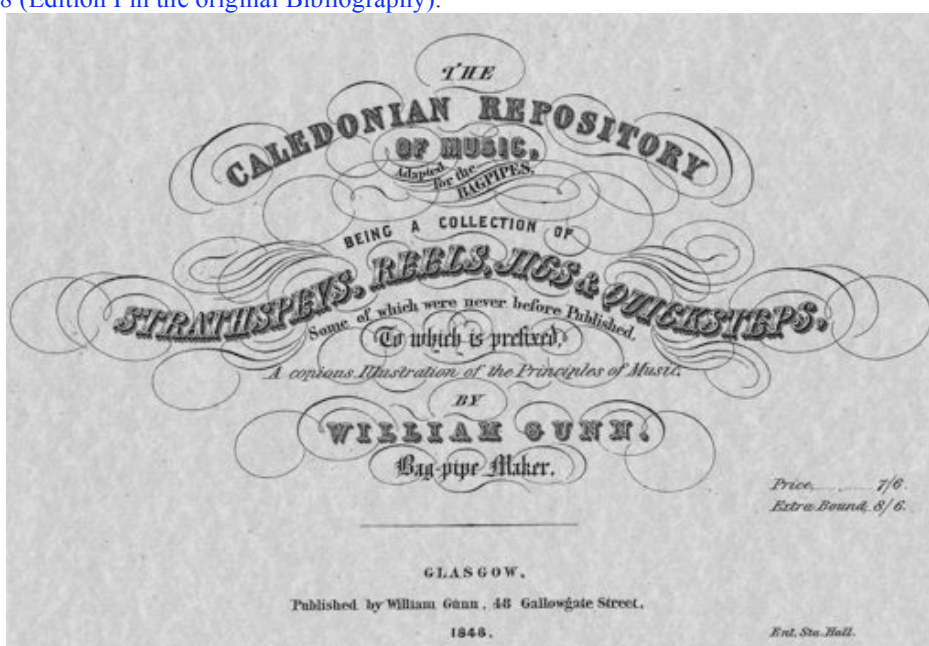 8 (Edition I in the original Bibliography).
THE
CALEDONIAN REPOSITORY
OF MUSIC,
Adapted
for the
BAGPIPES,
BEING A COLLECTION OF
STRATHSPEYS, REELS, JIGS & QUICKSTEPS,
Some of which were never before Published,
To which is prefixed,
A copious Illustration of the Principles of Music.
BY
WILLIAM GUNN.
Bag-pipe Maker.
Price, ........ 7/6.
Extra Bound, 8/6.
GLASGOW.
Published by William Gunn, 48 Gallowgate Street,
1848.
Ent. Sta. Hall.